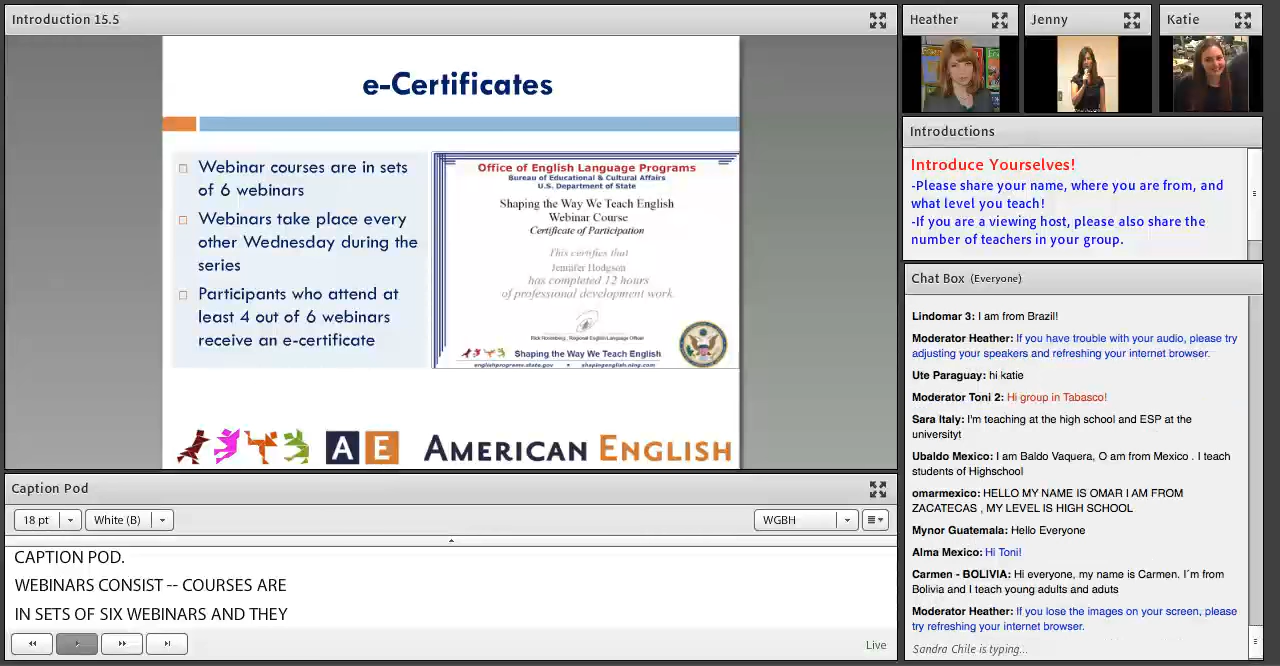 Introduction 15.5
e-Certificates
Webinar courses are in sets
of 6 webinars
Webinars take place every
other Wednesday during the
series
Participants who attend at
least 4 out of 6 webinars
receive an e-certificate
Office of English Language Programs
Bureau of Educational & Cultural Affairs
U.S. Department of State
Shaping the Way We Teach English
Webinar Course
Certificate of Participation
This certifies that
Jennifer Hodgson
has completed 12 hours
of professional development work.
Rick Rosenberg, Regional English Language Officer
Shaping the Way We Teach English
englishprograms.state.gov • shapingenglish.ning.com
A E AMERICAN ENGLISH
Caption Pod
18 pt
White (B)
WGBH
CAPTION POD.
WEBINARS CONSIST -- COURSES ARE
IN SETS OF SIX WEBINARS AND THEY
Live
Heather
Jenny
Katie
Introductions
Introduce Yourselves!
-Please share your name, where you are from, and
what level you teach!
-If you are a viewing host, please also share the
number of teachers in your group.
Chat Box (Everyone)
Lindomar 3: I am from Brazil!
Moderator Heather: If you have trouble with your audio, please try
adjusting your speakers and refreshing your internet browser.
Ute Paraguay: hi katie
Moderator Toni 2: Hi group in Tabasco!
Sara Italy: I'm teaching at the high school and ESP at the
universityt
Ubaldo Mexico: I am Baldo Vaquera, O am from Mexico . I teach
students of Highschool
omarmexico: HELLO MY NAME IS OMAR I AM FROM
ZACATECAS , MY LEVEL IS HIGH SCHOOL
Mynor Guatemala: Hello Everyone
Alma Mexico: Hi Toni!
Carmen - BOLIVIA: Hi everyone, my name is Carmen. I´m from
Bolivia and I teach young adults and aduts
Moderator Heather: If you lose the images on your screen, please
try refreshing your internet browser.
Sandra Chile is typing...